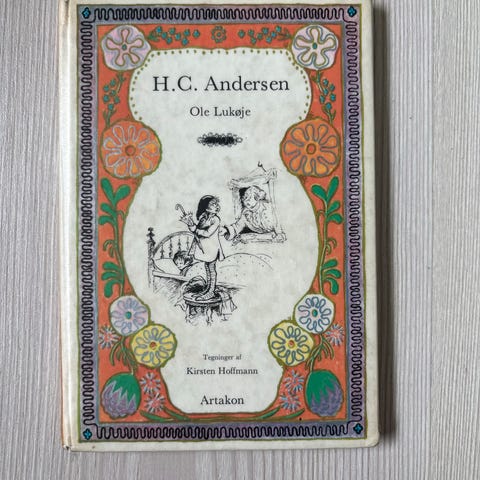 H.C. Andersen
Ole Lukøje
Tegninger af
Kirsten Hoffmann
Artakon